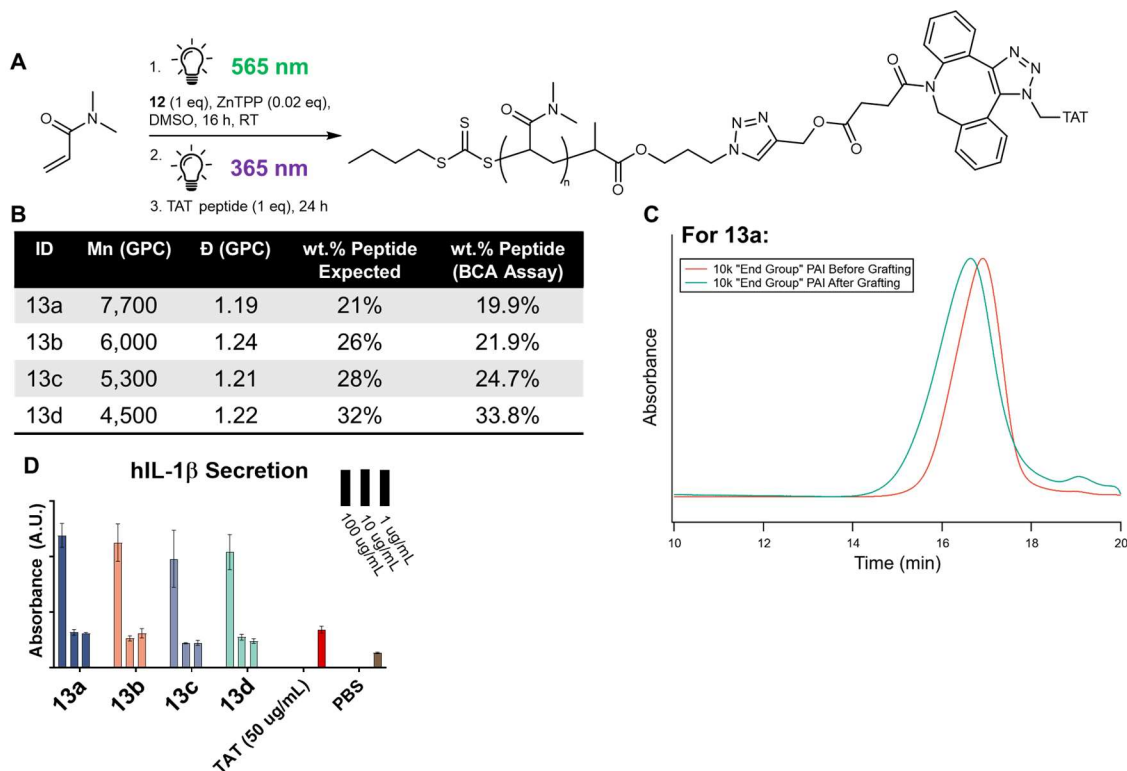 A
1.
565 nm
12 (1 eq), ZnTPP (0.02 eq),
DMSO, 16 h, RT
2.
365 nm
3. TAT peptide (1 eq), 24 h
O
N
S
S
S
O
N
n
O
O
N
N
N
O
O
O
N
N
N
N
TAT
B
ID Mn (GPC) Đ (GPC) wt.% Peptide Expected wt.% Peptide (BCA Assay)
13a 7,700 1.19 21% 19.9%
13b 6,000 1.24 26% 21.9%
13c 5,300 1.21 28% 24.7%
13d 4,500 1.22 32% 33.8%
C
For 13a:
10k "End Group" PAI Before Grafting
10k "End Group" PAI After Grafting
Absorbance
10 12 14 16 18 20
Time (min)
D
hIL-1β Secretion
100 ug/mL
10 ug/mL
1 ug/mL
Absorbance (A.U.)
13a
13b
13c
13d
TAT (50 ug/mL)
PBS